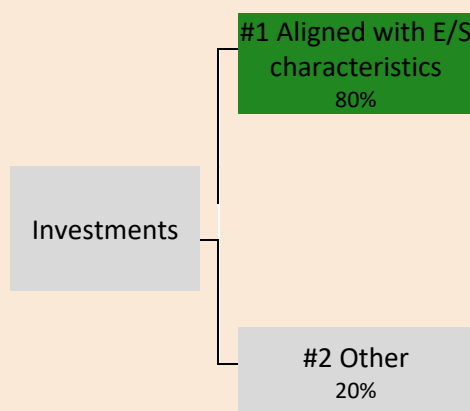 #1 Aligned with E/S
characteristics
80%
Investments
#2 Other
20%